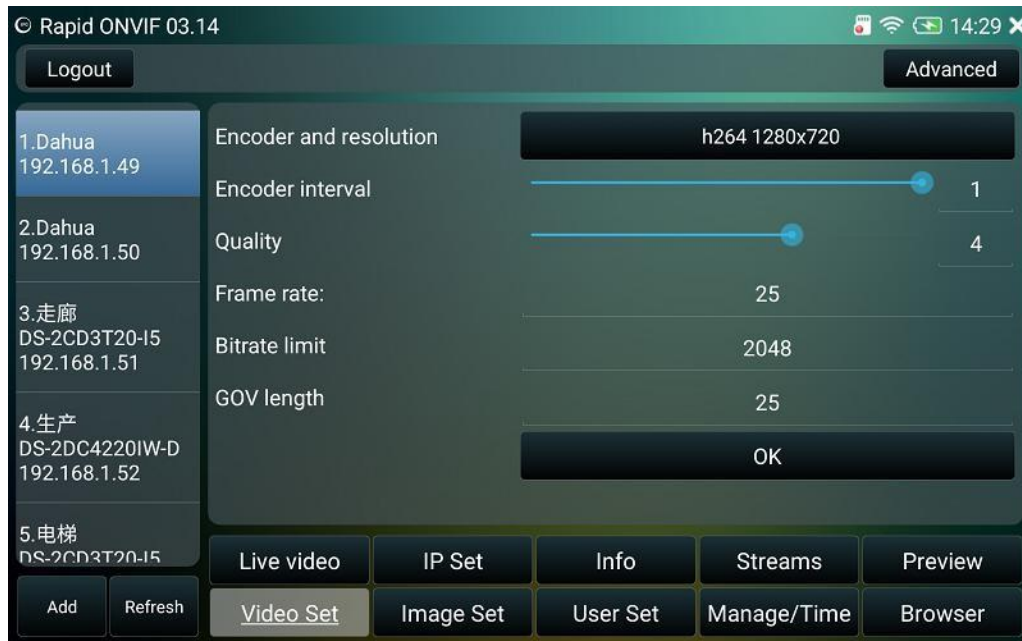 Rapid ONVIF 03.14
14:29
Logout
Advanced
1.Dahua
192.168.1.49
2.Dahua
192.168.1.50
3.走廊
DS-2CD3T20-I5
192.168.1.51
4.生产
DS-2DC4220IW-D
192.168.1.52
5.电梯
DS-2CD3T20-I5
Add
Refresh
Encoder and resolution
h264 1280x720
Encoder interval
1
Quality
4
Frame rate:
25
Bitrate limit
2048
GOV length
25
OK
Live video
IP Set
Info
Streams
Preview
Video Set
Image Set
User Set
Manage/Time
Browser